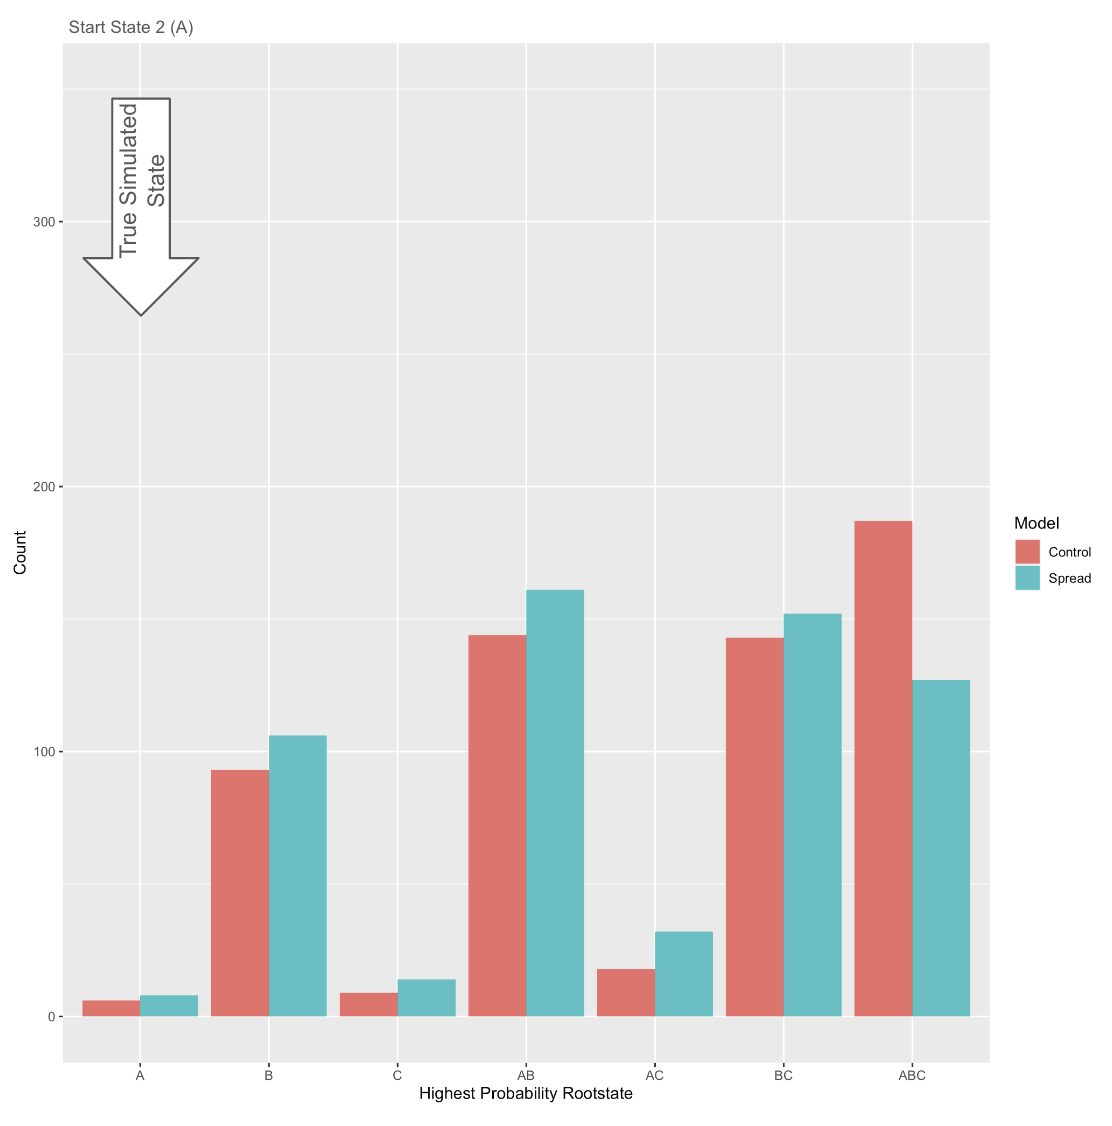 Start State 2 (A)
True Simulated
State
300
200
100
0
Count
A B C AB AC BC ABC
Highest Probability Rootstate
Model
Control
Spread